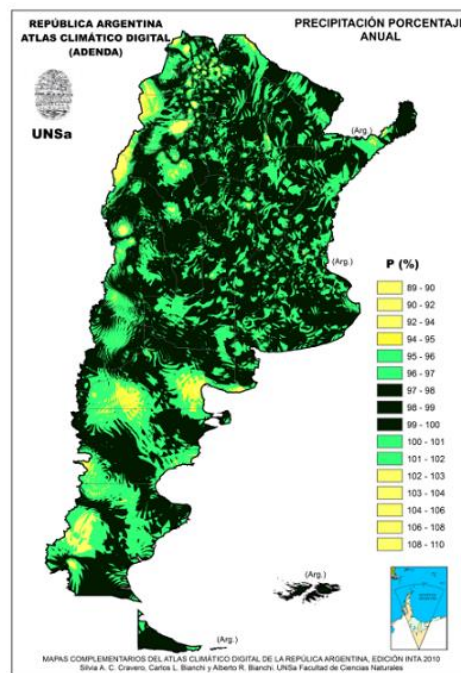 REPÚBLICA ARGENTINA
ATLAS CLIMÁTICO DIGITAL
(ADENDA)
PRECIPITACIÓN PORCENTAJE
ANUAL
UNSa
(Arg.)
(Arg.)
P (%)
89 - 90
90 - 92
92 - 94
94 - 95
95 - 96
96 - 97
97 - 98
98 - 99
99 - 100
100 - 101
101 - 102
102 - 103
103 - 104
104 - 106
106 - 108
108 - 110
(Arg.)
(Arg.)
MAPAS COMPLEMENTARIOS DEL ATLAS CLIMÁTICO DIGITAL DE LA REPÚBLICA ARGENTINA, EDICIÓN INTA 2010
Silvia A. C. Cravero, Carlos L. Bianchi y Alberto R. Bianchi. UNSa Facultad de Ciencias Naturales